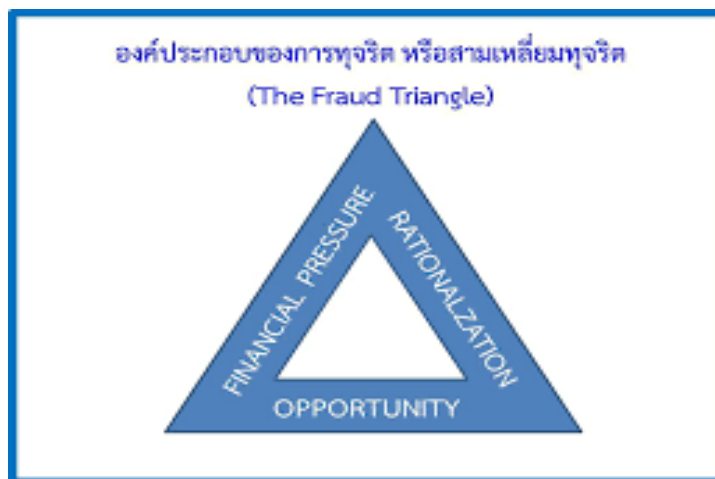 องค์ประกอบของการทุจริต หรือสามเหลี่ยมทุจริต
(The Fraud Triangle)
FINANCIAL PRESSURE
RATIONALZATION
OPPORTUNITY